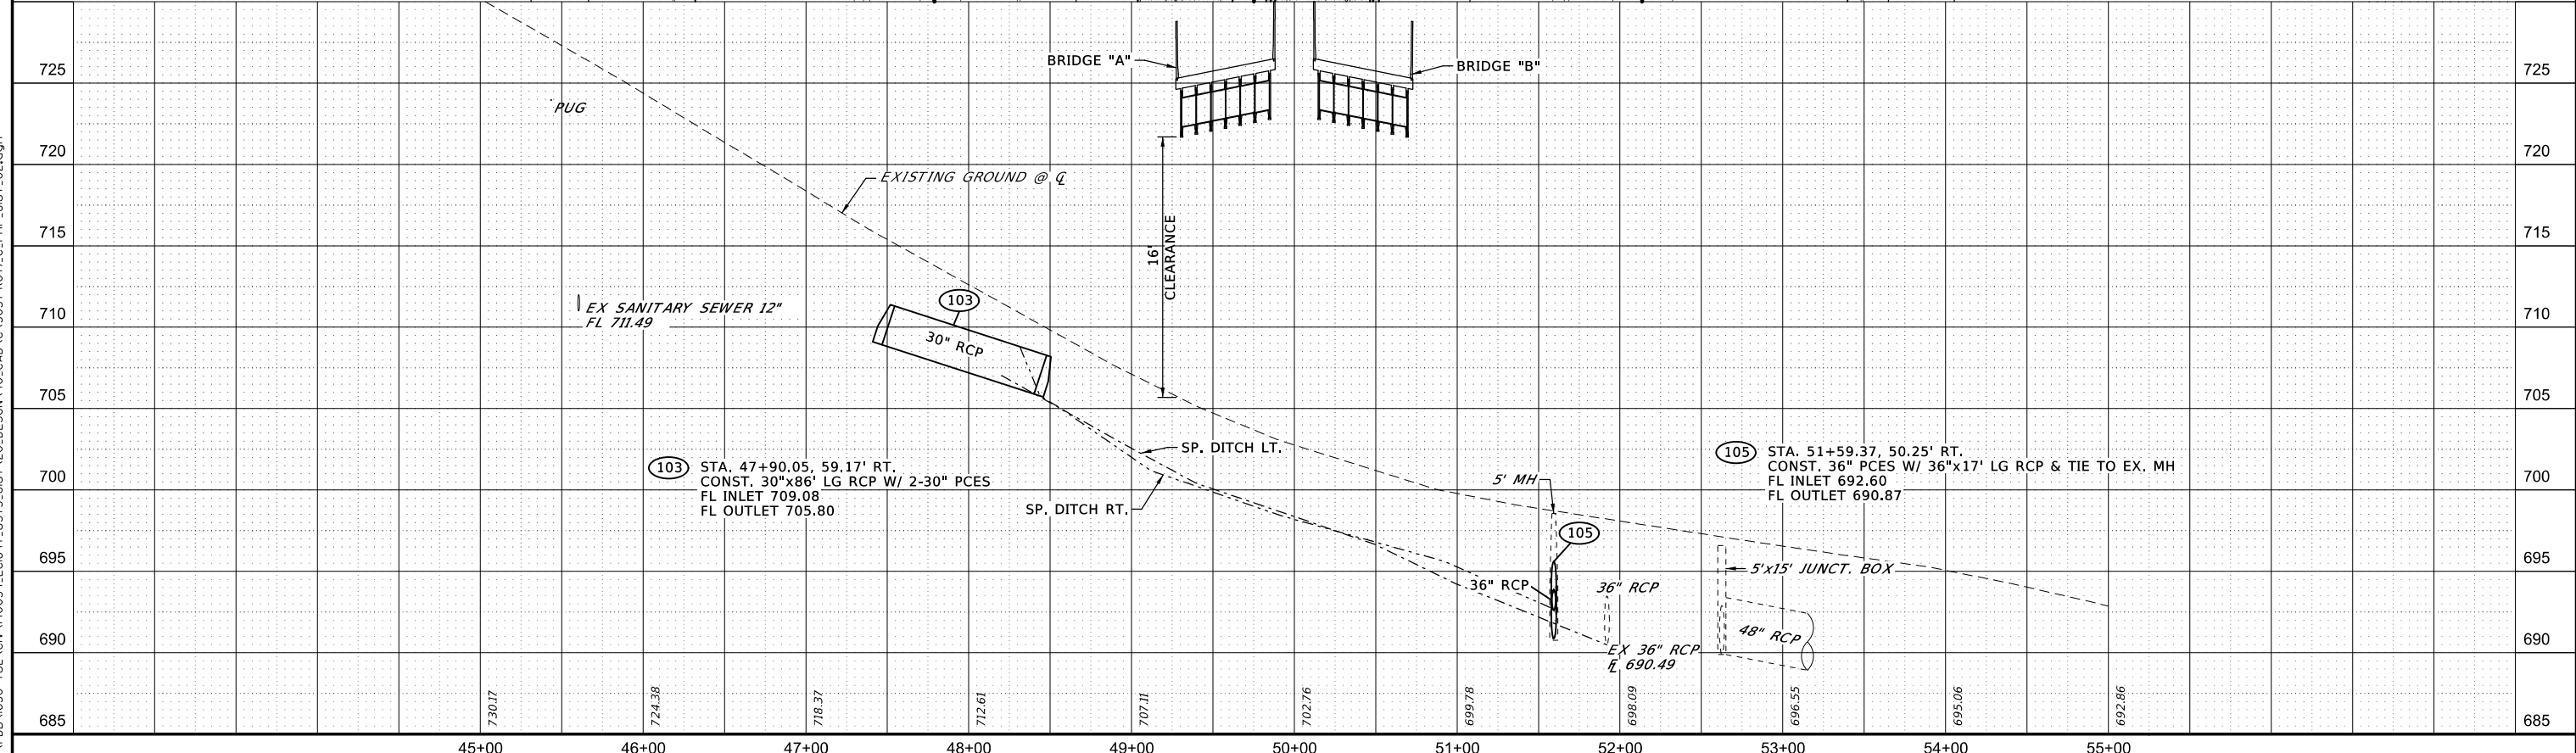 BRIDGE "A"
BRIDGE "B"
725
725
PUG
720
720
EXISTING GROUND @ ℄
715
715
16'
CLEARANCE
EX SANITARY SEWER 12"
FL 711.49
103
710
710
30" RCP
705
705
SP. DITCH LT.
103
STA. 47+90.05, 59.17' RT.
CONST. 30"x86' LG RCP W/ 2-30" PCES
FL INLET 709.08
FL OUTLET 705.80
105
STA. 51+59.37, 50.25' RT.
CONST. 36" PCES W/ 36"x17' LG RCP & TIE TO EX. MH
FL INLET 692.60
FL OUTLET 690.87
700
700
5' MH
SP. DITCH RT.
105
695
695
5'x15' JUNCT. BOX
36" RCP
36" RCP
48" RCP
690
690
EX 36" RCP
FL 690.49
730.17
724.38
718.37
712.61
707.11
702.76
699.78
698.09
696.55
695.06
692.86
685
685
45+00
46+00
47+00
48+00
49+00
50+00
51+00
52+00
53+00
54+00
55+00